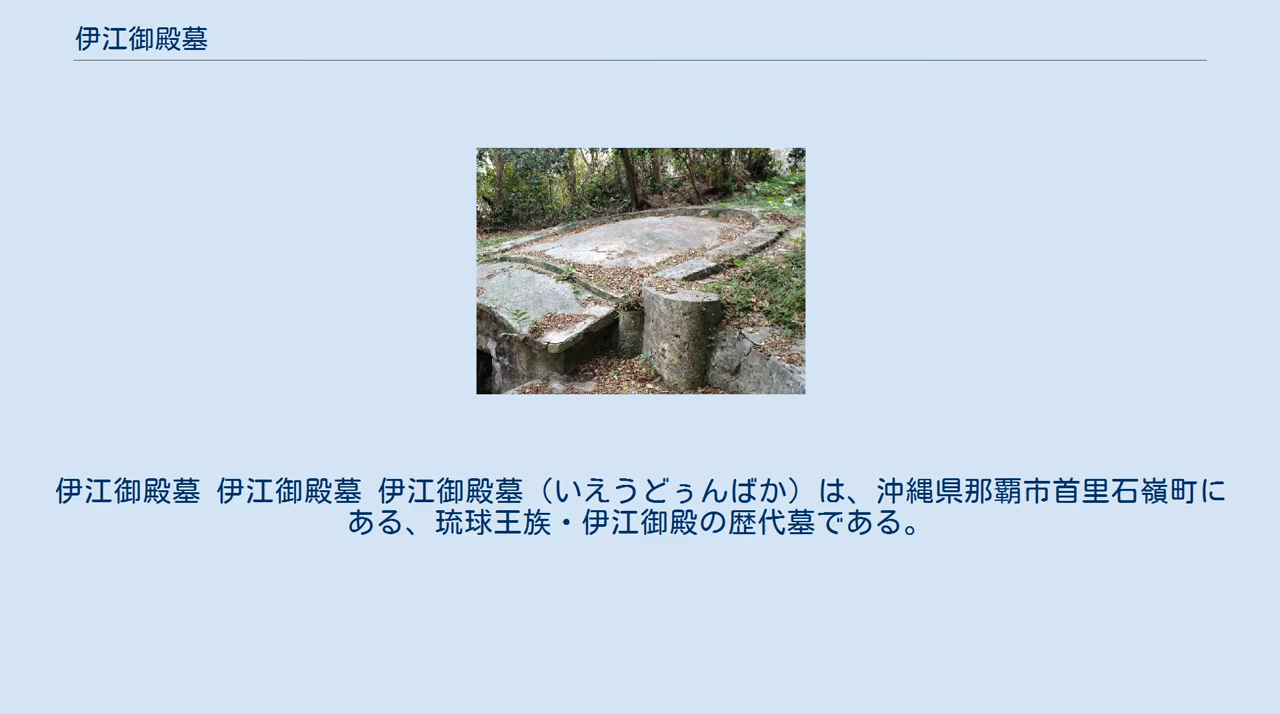 伊江御殿墓
伊江御殿墓 伊江御殿墓 伊江御殿墓（いえうどぅんばか）は、沖縄県那覇市首里石嶺町に
ある、琉球王族・伊江御殿の歴代墓である。